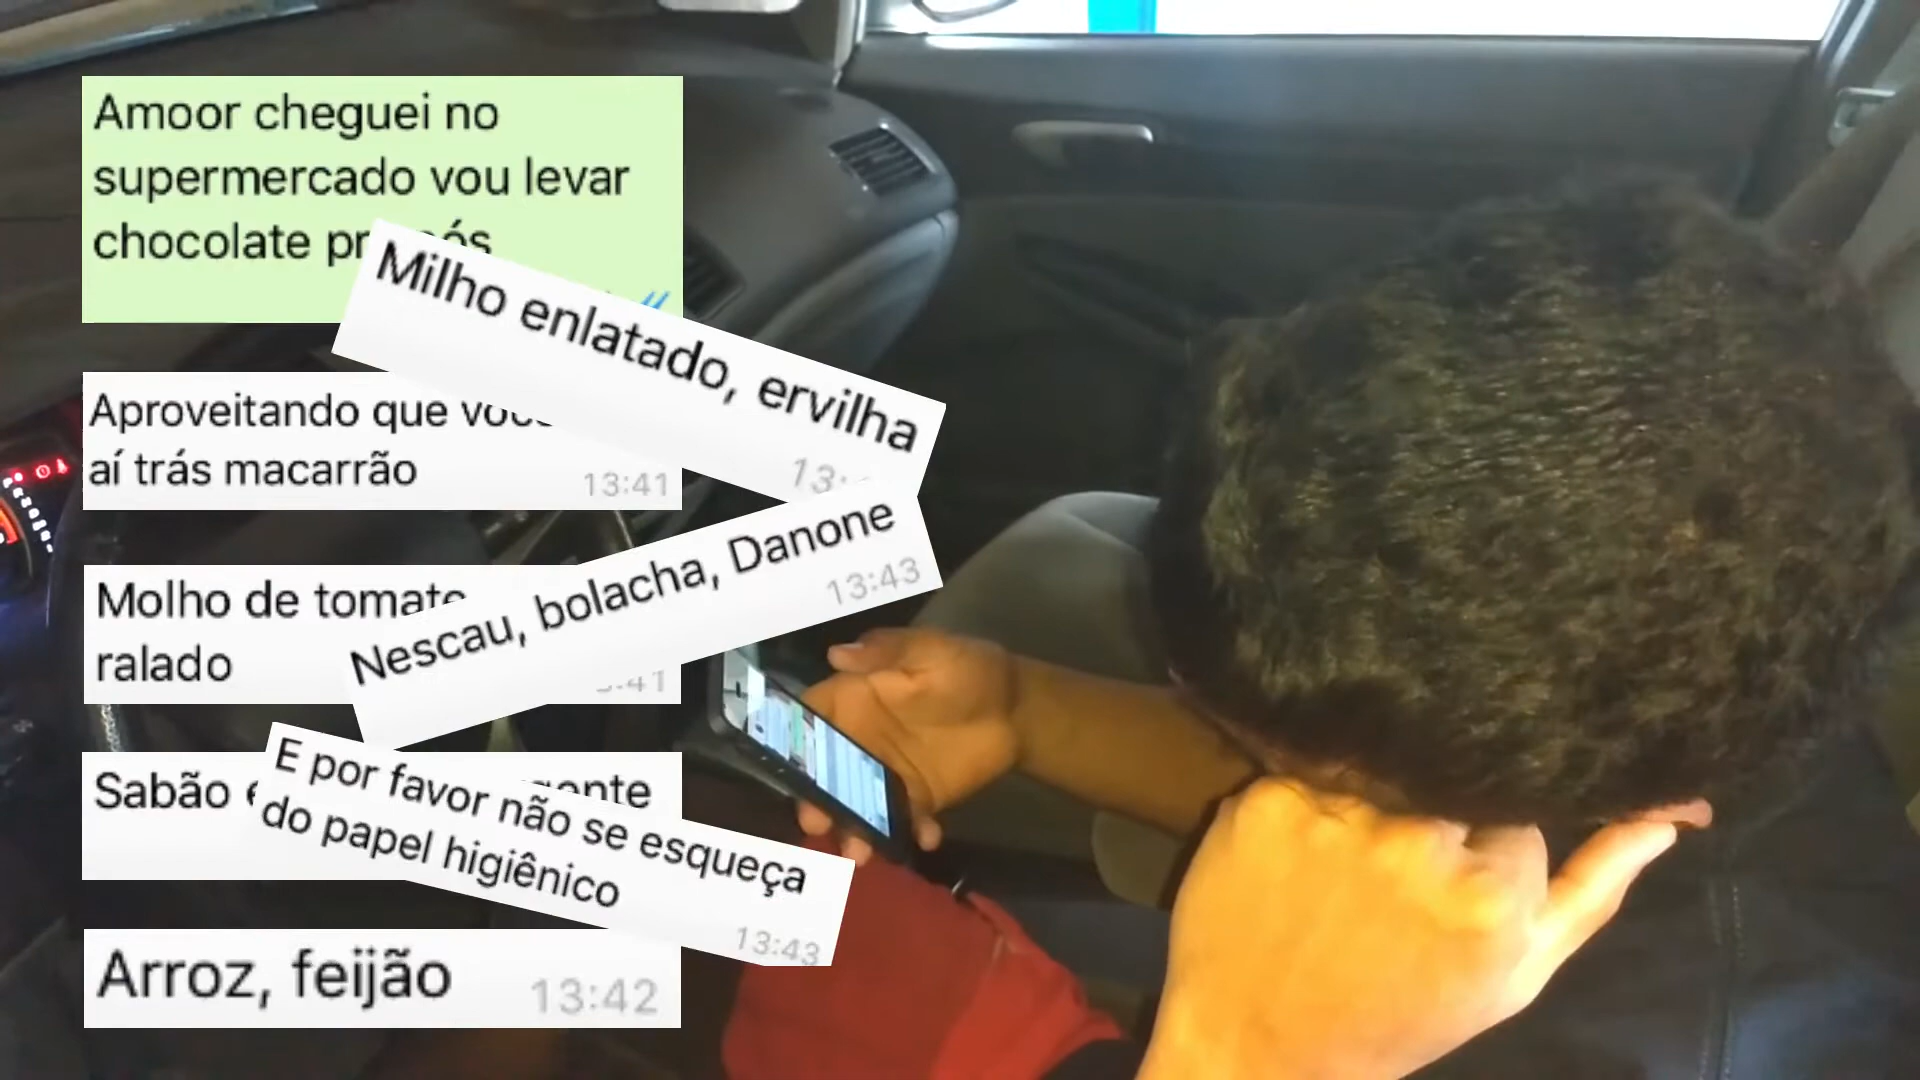 Amoor cheguei no
supermercado vou levar
chocolate
Milho enlatado, ervilha
Aproveitando que
aí trás macarrão
13:41
Nescau, bolacha, Danone
13:43
Molho de tomate
ralado
Sabão
E por favor não se esqueça
do papel higiênico
13:43
Arroz, feijão
13:42